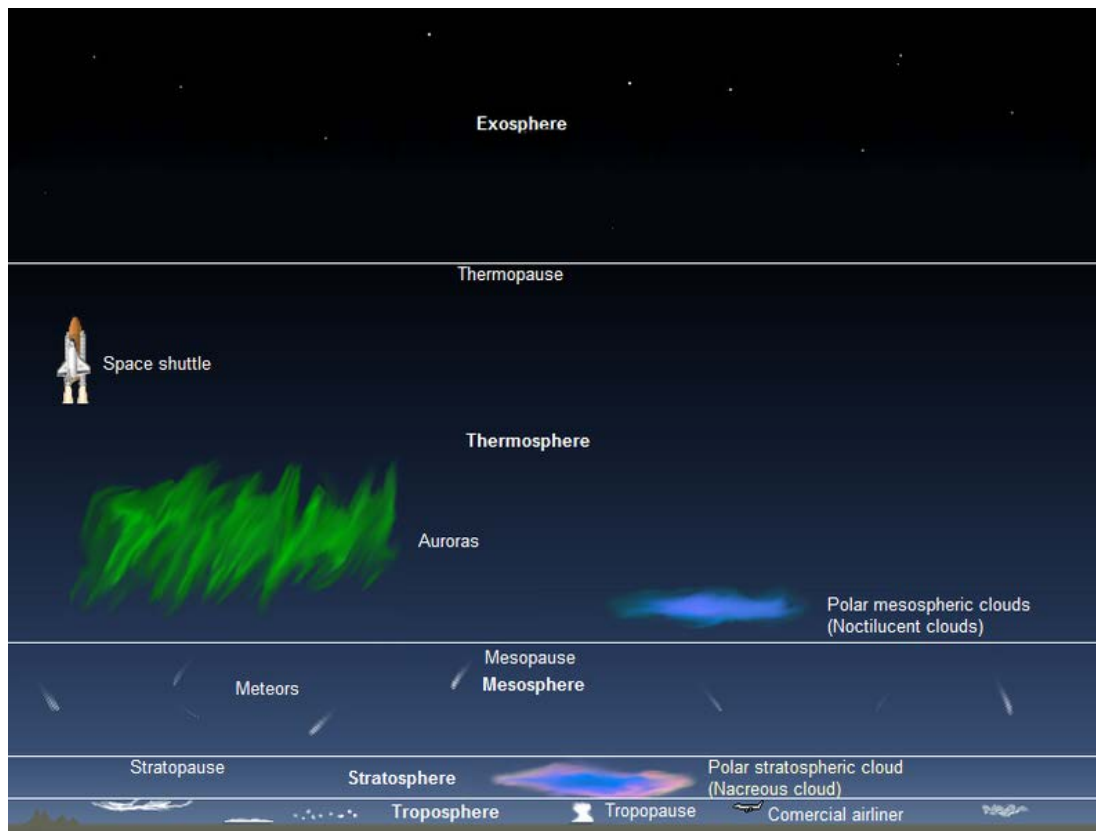 Exosphere
Thermopause
Space shuttle
Thermosphere
Auroras
Polar mesospheric clouds
(Noctilucent clouds)
Mesopause
Meteors
Mesosphere
Stratopause
Stratosphere
Polar stratospheric cloud
(Nacreous cloud)
Troposphere
Tropopause
Comercial airliner